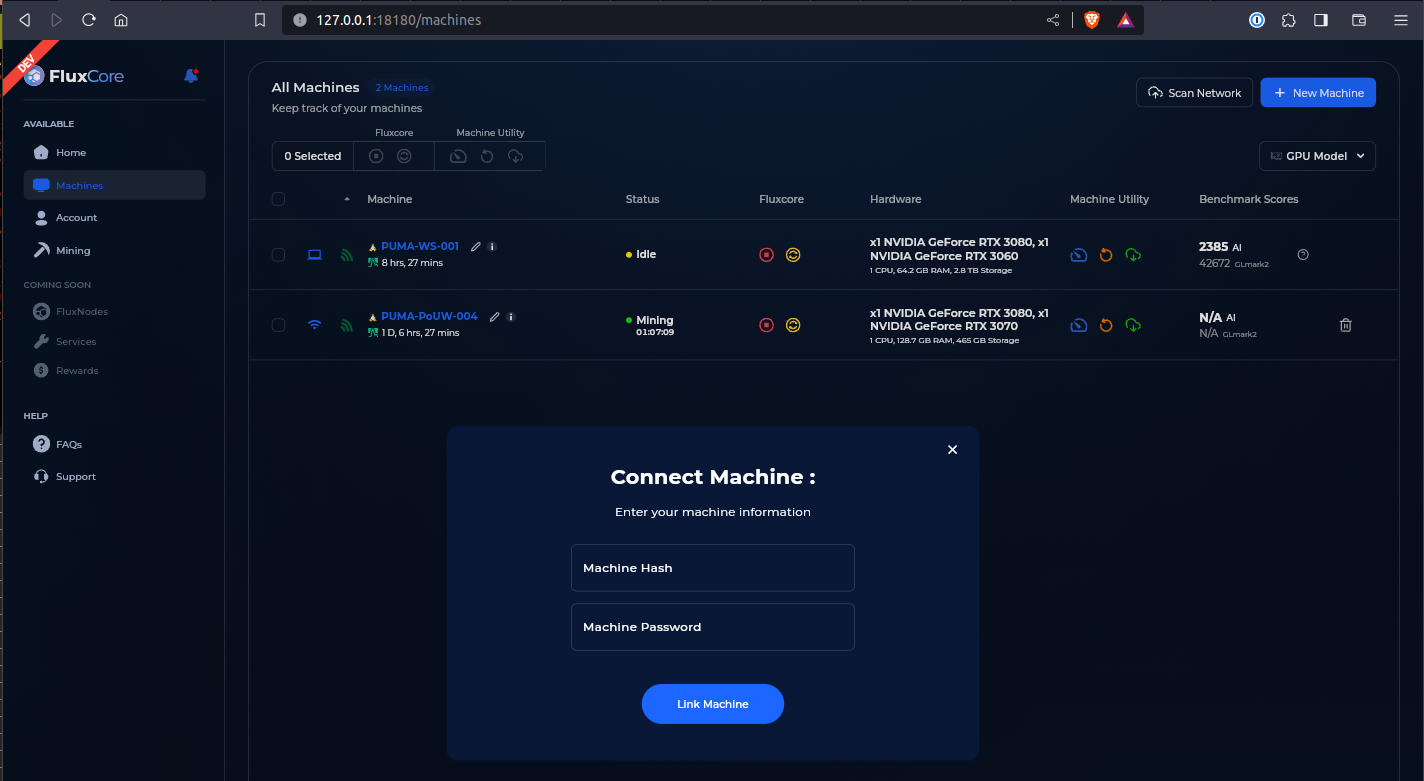 127.0.0.1:18180/machines
DEV
FluxCore
AVAILABLE
Home
Machines
Account
Mining
COMING SOON
FluxNodes
Services
Rewards
HELP
FAQs
Support
All Machines 2 Machines
Keep track of your machines
Scan Network
New Machine
Fluxcore Machine Utility
0 Selected
GPU Model
Machine Status Fluxcore Hardware Machine Utility Benchmark Scores
PUMA-WS-001
8 hrs, 27 mins
Idle
x1 NVIDIA GeForce RTX 3080, x1
NVIDIA GeForce RTX 3060
1 CPU, 64.2 GB RAM, 2.8 TB Storage
2385 AI
42672 GLmark2
PUMA-PoUW-004
1 D, 6 hrs, 27 mins
Mining
01:07:09
x1 NVIDIA GeForce RTX 3080, x1
NVIDIA GeForce RTX 3070
1 CPU, 128.7 GB RAM, 465 GB Storage
N/A AI
N/A GLmark2
Connect Machine :
Enter your machine information
Machine Hash
Machine Password
Link Machine